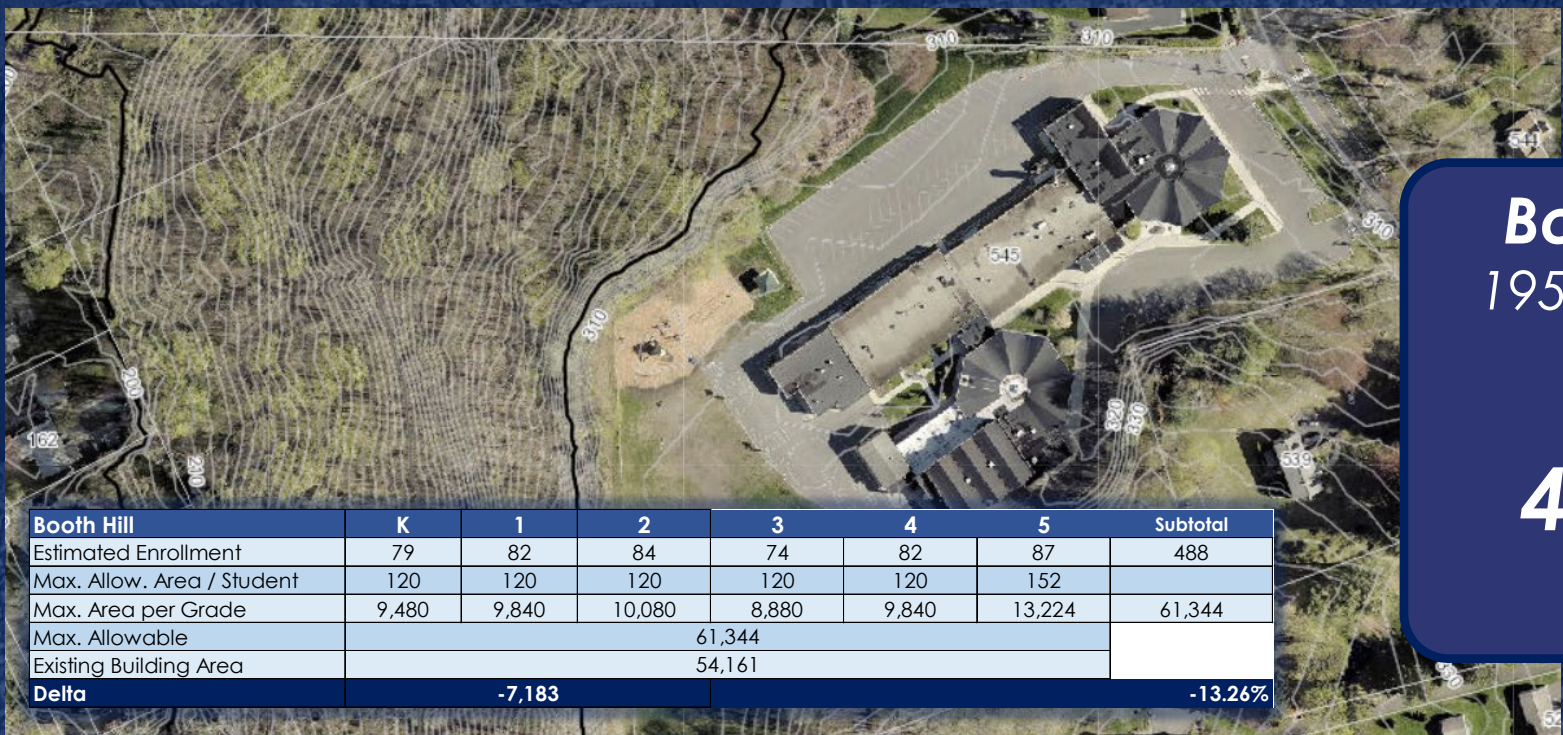 310
310
541
310
545
310
320
330
539
200
162
210
Bo
195
4
Booth Hill K 1 2 3 4 5 Subtotal
Estimated Enrollment 79 82 84 74 82 87 488
Max. Allow. Area / Student 120 120 120 120 120 152
Max. Area per Grade 9,480 9,840 10,080 8,880 9,840 13,224 61,344
Max. Allowable 61,344
Existing Building Area 54,161
Delta -7,183 -13.26%